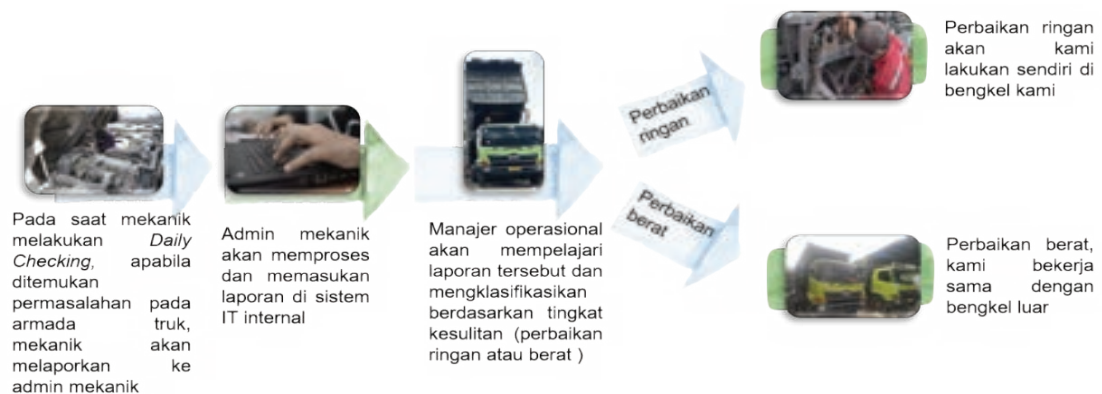 Pada saat mekanik
melakukan Daily
Checking, apabila
ditemukan
permasalahan pada
armada truk,
mekanik akan
melaporkan ke
admin mekanik
Admin mekanik
akan memproses
dan memasukan
laporan di sistem
IT internal
Manajer operasional
akan mempelajari
laporan tersebut dan
mengklasifikasikan
berdasarkan tingkat
kesulitan (perbaikan
ringan atau berat )
Perbaikan
ringan
Perbaikan ringan
akan kami
lakukan sendiri di
bengkel kami
Perbaikan
berat
Perbaikan berat,
kami bekerja
sama dengan
bengkel luar